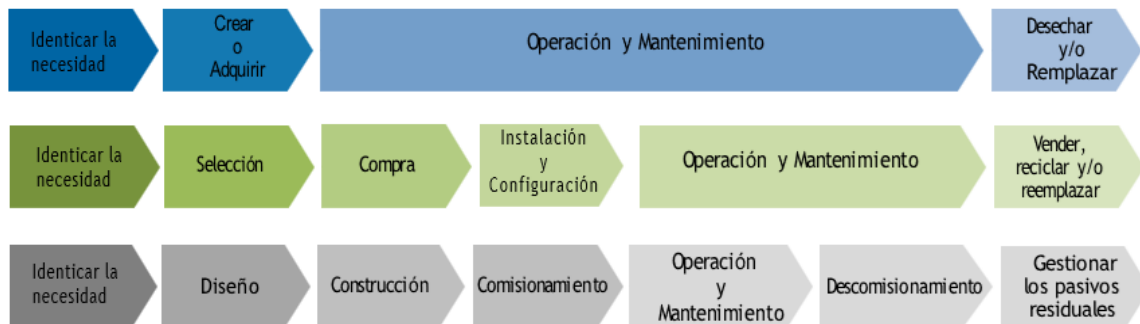 Identicar la
necesidad
Crear
o
Adquirir
Operación y Mantenimiento
Desechar
y/o
Remplazar
Identicar la
necesidad
Selección
Compra
Instalación
y
Configuración
Operación y Mantenimiento
Vender,
reciclar y/o
reemplazar
Identicar la
necesidad
Diseño
Construcción
Comisionamiento
Operación
y
Mantenimiento
Descomisionamiento
Gestionar
los pasivos
residuales